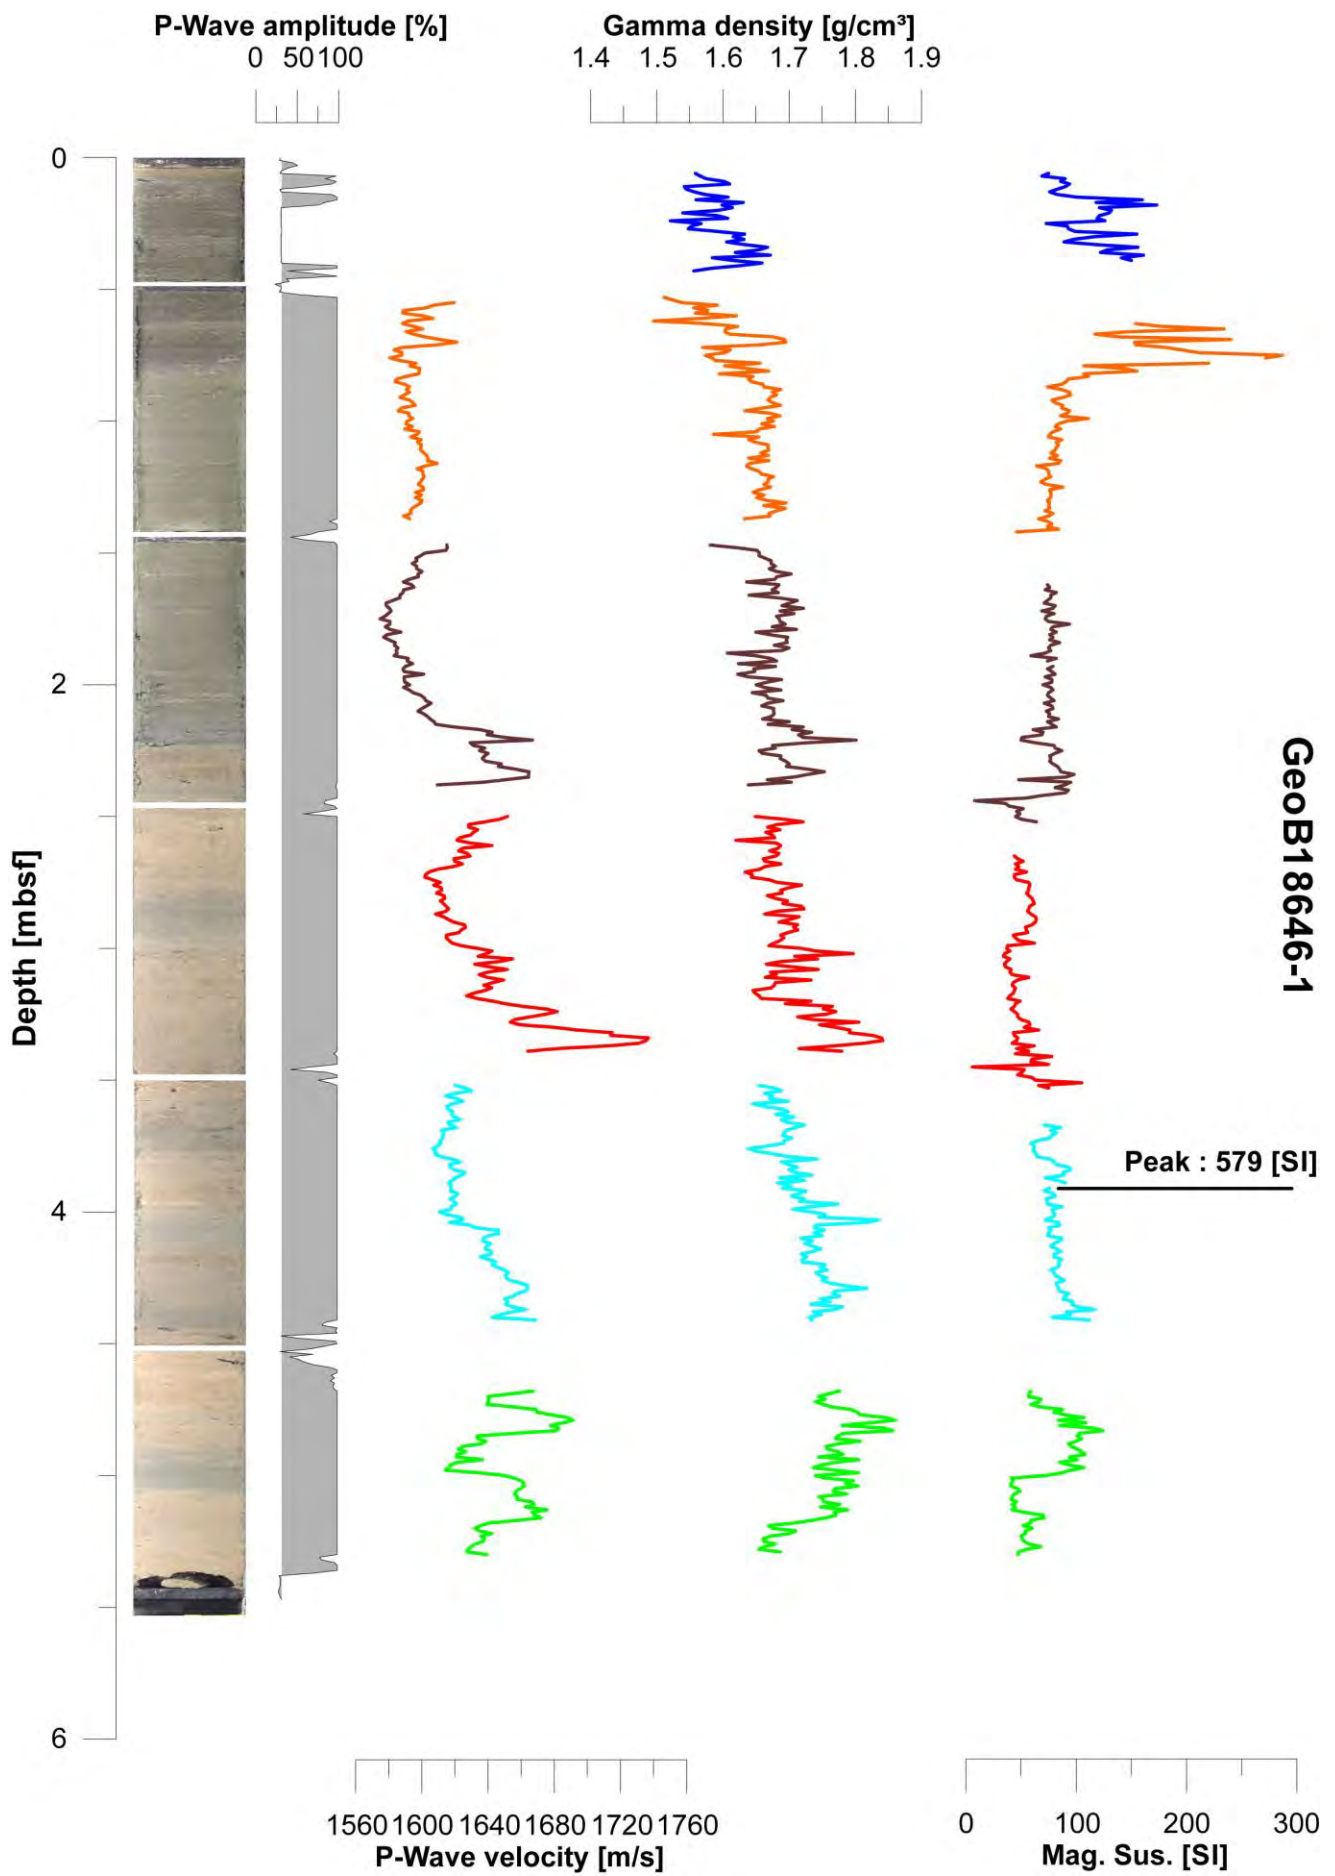 P-Wave amplitude [%]
0 50 100
Gamma density [g/cm³]
1.4 1.5 1.6 1.7 1.8 1.9
0
2
4
6
Depth [mbsf]
GeoB18646-1
Peak : 579 [SI]
1560 1600 1640 1680 1720 1760
P-Wave velocity [m/s]
0 100 200 300
Mag. Sus. [SI]